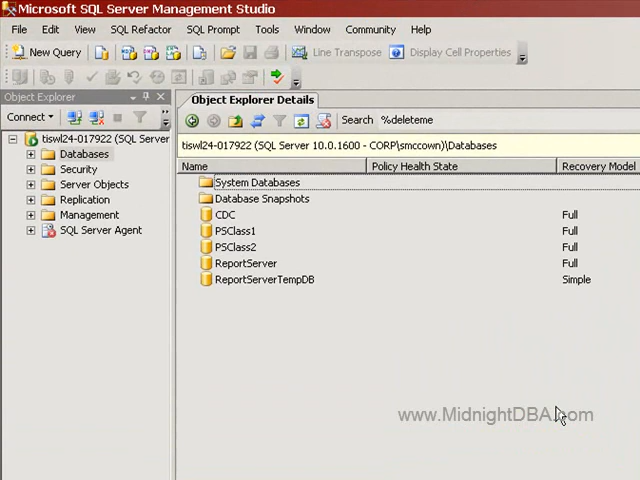 Microsoft SQL Server Management Studio
File Edit View SQL Refactor SQL Prompt Tools Window Community Help
New Query Line Transpose Display Cell Properties
Object Explorer
Object Explorer Details
Connect Search %deleteme
tiswl24-017922 (SQL Server
Databases
Security
Server Objects
Replication
Management
SQL Server Agent
tiswl24-017922 (SQL Server 10.0.1600 - CORP\smccown)\Databases
Name Policy Health State Recovery Model
System Databases
Database Snapshots
CDC Full
PSClass1 Full
PSClass2 Full
ReportServer Full
ReportServerTempDB Simple
www.MidnightDBA.com